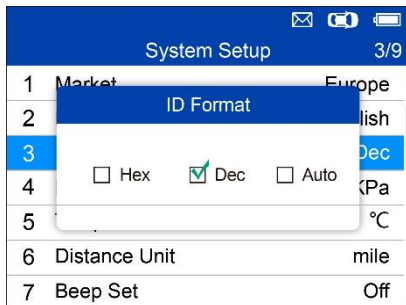 System Setup 3/9
1 Market Europe
ID Format
2 lish
3 Dec
Hex Dec Auto
4 KPa
5 °C
6 Distance Unit mile
7 Beep Set Off